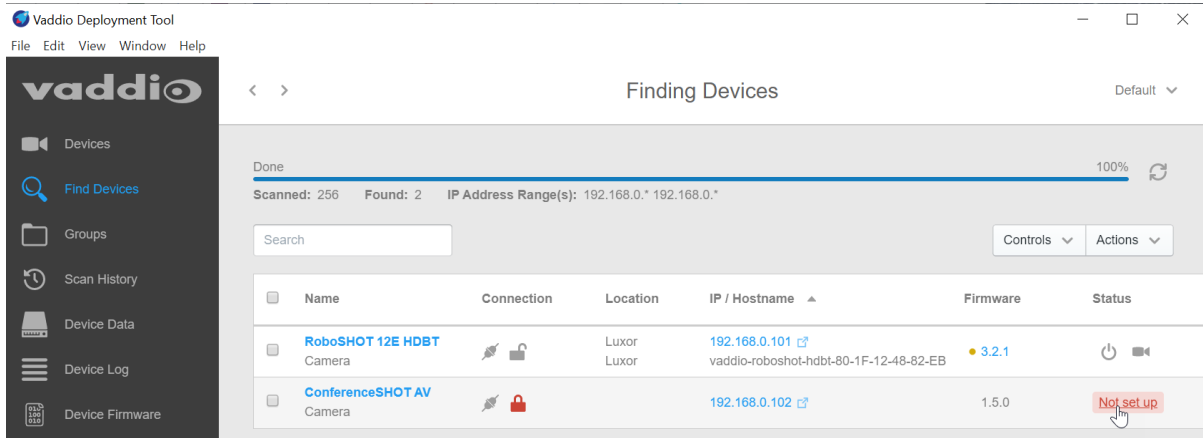 Vaddio Deployment Tool
File Edit View Window Help
vaddio
Finding Devices
Default
Devices
Find Devices
Groups
Scan History
Device Data
Device Log
Device Firmware
Done
100%
Scanned: 256 Found: 2 IP Address Range(s): 192.168.0.* 192.168.0.*
Search
Controls
Actions
Name Connection Location IP / Hostname Firmware Status
RoboSHOT 12E HDBT Luxor 192.168.0.101 3.2.1
Camera Luxor vaddio-roboshot-hdbt-80-1F-12-48-82-EB
ConferenceSHOT AV 192.168.0.102 1.5.0 Not set up
Camera